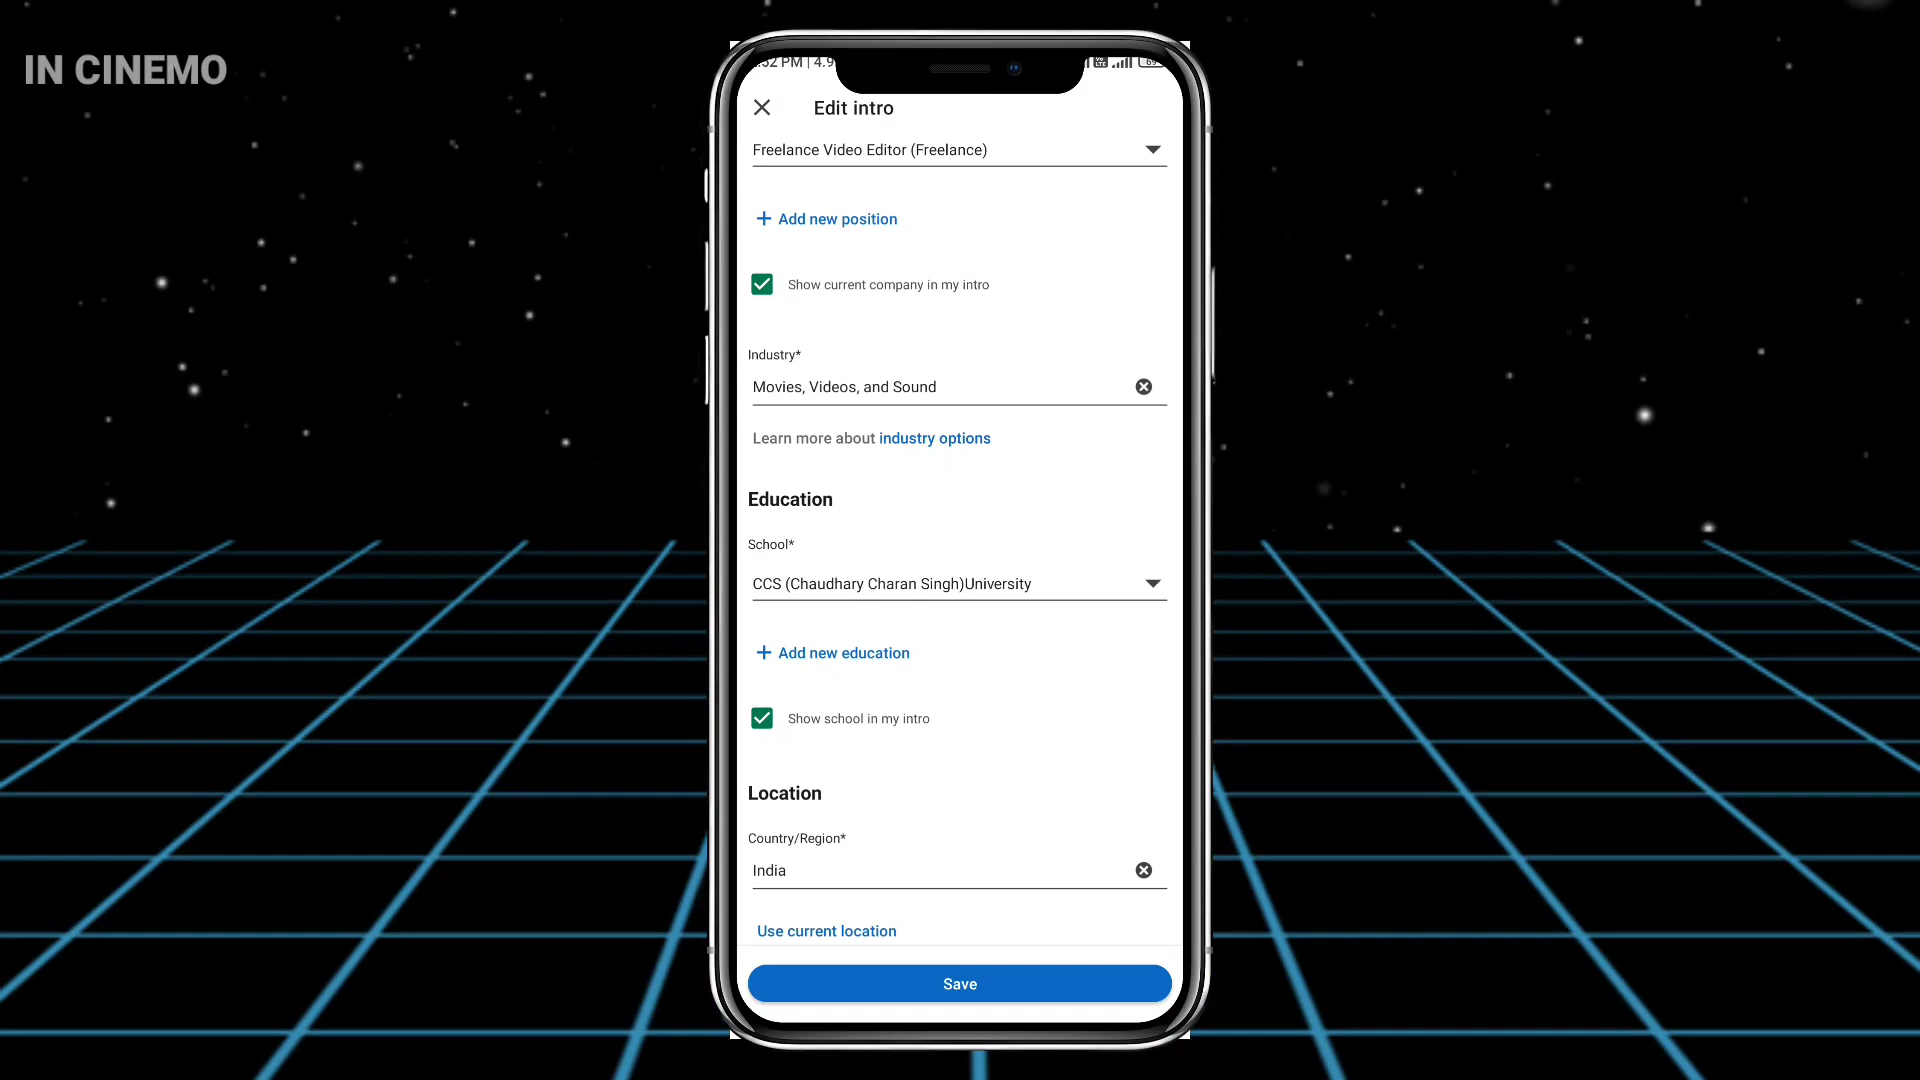 IN CINEMO
Edit intro
Freelance Video Editor (Freelance)
+ Add new position
Show current company in my intro
Industry*
Movies, Videos, and Sound
Learn more about industry options
Education
School*
CCS (Chaudhary Charan Singh)University
+ Add new education
Show school in my intro
Location
Country/Region*
India
Use current location
Save